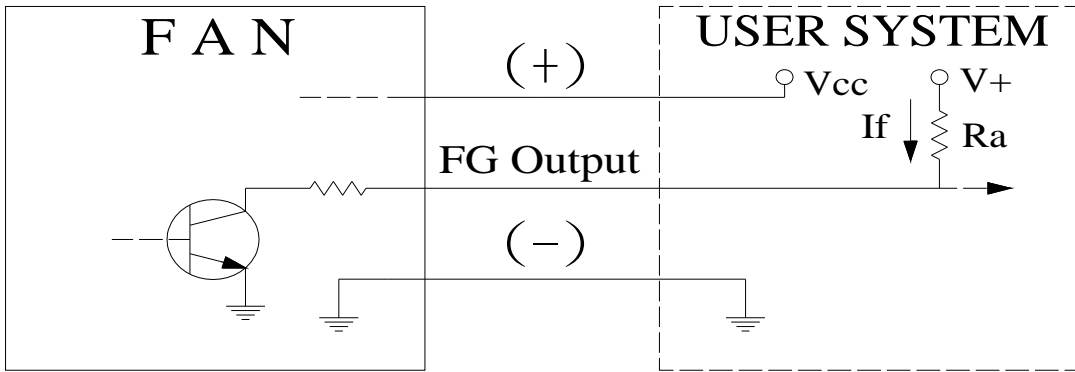 F A N
USER SYSTEM
(+)
Vcc
V+
If
Ra
FG Output
(-)